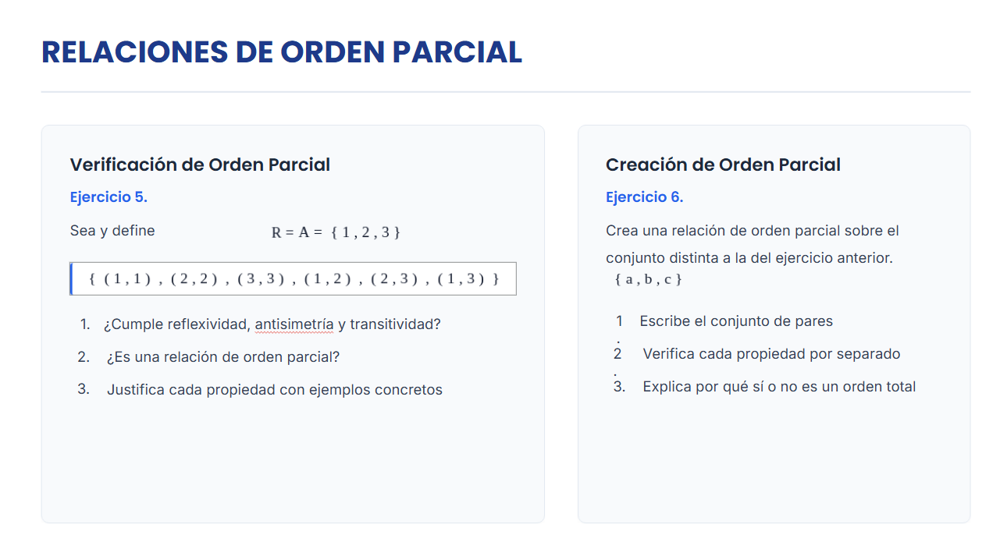 RELACIONES DE ORDEN PARCIAL
Verificación de Orden Parcial
Ejercicio 5.
Sea y define R = A = { 1 , 2 , 3 }
{ ( 1 , 1 ) , ( 2 , 2 ) , ( 3 , 3 ) , ( 1 , 2 ) , ( 2 , 3 ) , ( 1 , 3 ) }
1. ¿Cumple reflexividad, antisimetría y transitividad?
2. ¿Es una relación de orden parcial?
3. Justifica cada propiedad con ejemplos concretos
Creación de Orden Parcial
Ejercicio 6.
Crea una relación de orden parcial sobre el
conjunto distinta a la del ejercicio anterior.
{ a , b , c }
1. Escribe el conjunto de pares
2. Verifica cada propiedad por separado
3. Explica por qué sí o no es un orden total